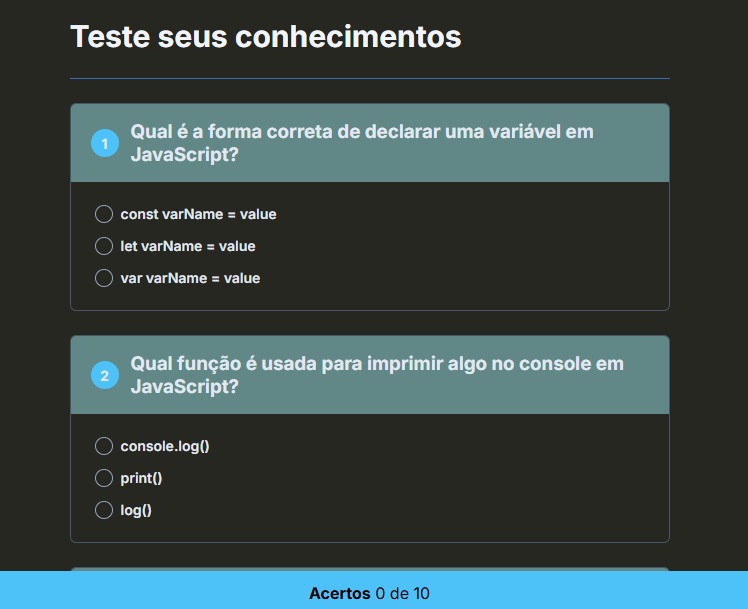 Teste seus conhecimentos
1
Qual é a forma correta de declarar uma variável em
JavaScript?
const varName = value
let varName = value
var varName = value
2
Qual função é usada para imprimir algo no console em
JavaScript?
console.log()
print()
log()
Acertos 0 de 10